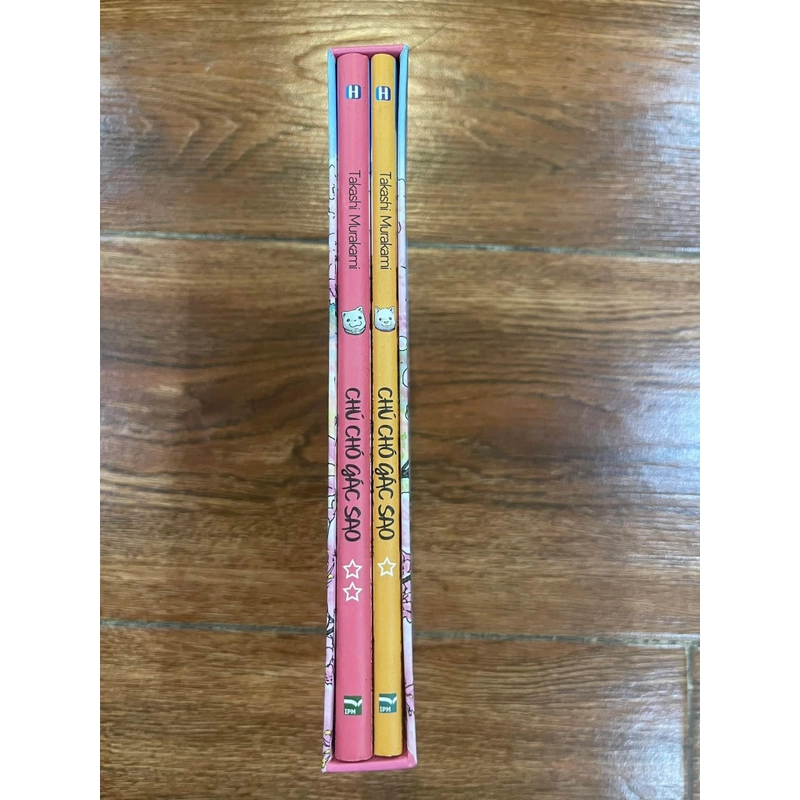 H
Takashi Murakami
CHÚ CHÓ GÁC SAO
IPM
H
Takashi Murakami
CHÚ CHÓ GÁC SAO
IPM